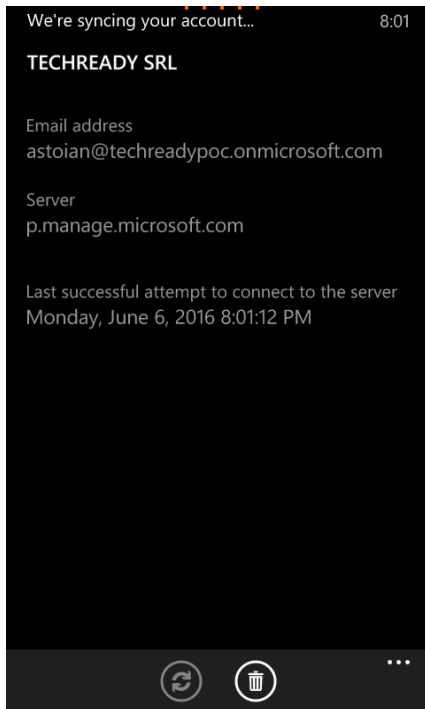 We're syncing your account...
8:01
TECHREADY SRL
Email address
astoian@techreadypoc.onmicrosoft.com
Server
p.manage.microsoft.com
Last successful attempt to connect to the server
Monday, June 6, 2016 8:01:12 PM